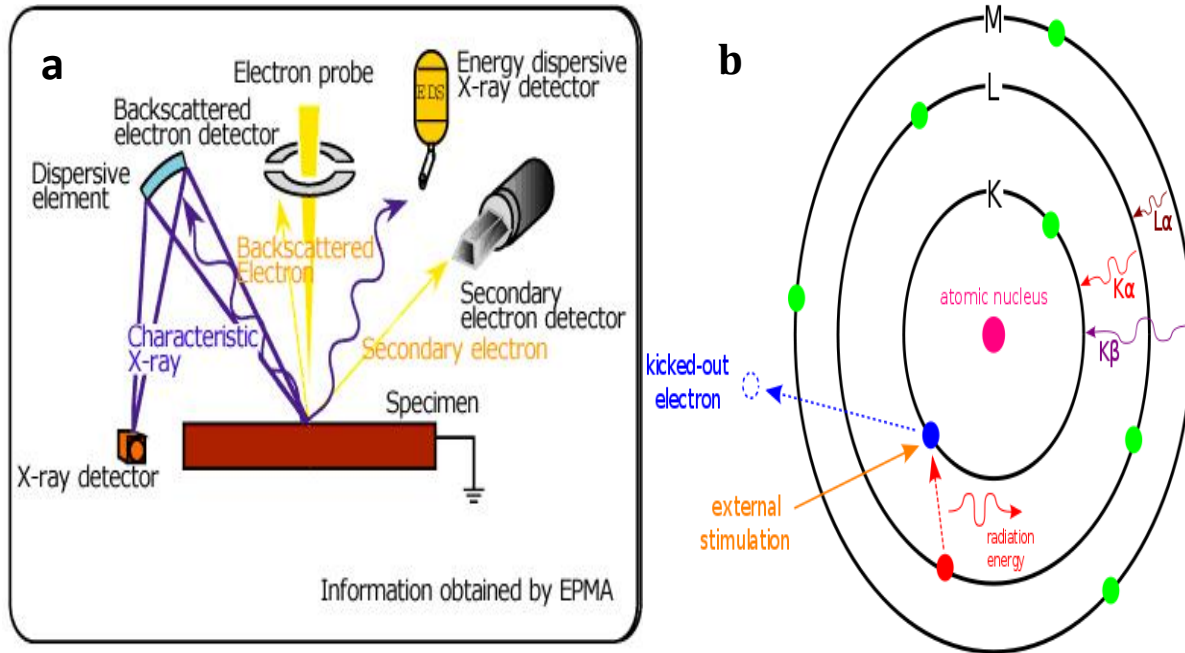 a
Electron probe
Energy dispersive
X-ray detector
EDS
Backscattered
electron detector
Dispersive
element
Backscattered
Electron
Secondary
electron detector
Characteristic
X-ray
Secondary electron
Specimen
X-ray detector
Information obtained by EPMA
b
M
L
K
Lα
Kα
atomic nucleus
Kβ
kicked-out
electron
external
stimulation
radiation
energy